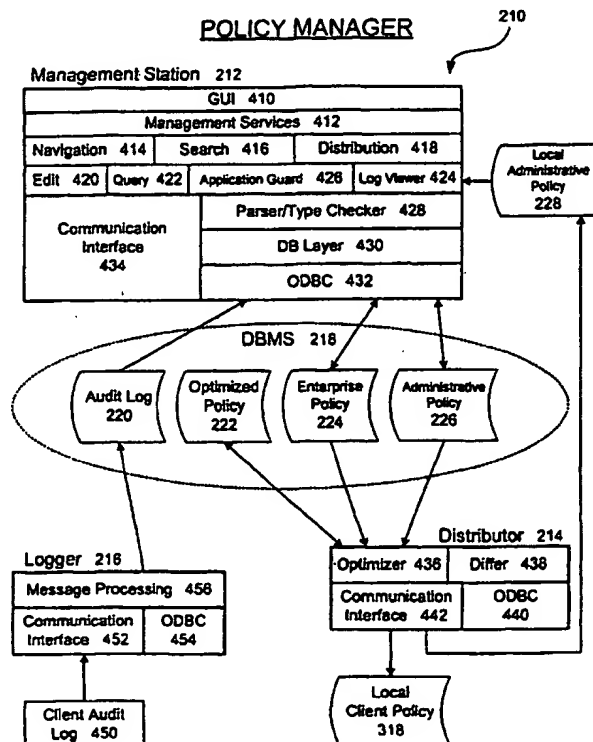 POLICY MANAGER
210
Management Station 212
GUI 410
Management Services 412
Navigation 414
Search 416
Distribution 418
Edit 420
Query 422
Application Guard 426
Log Viewer 424
Local
Administrative
Policy
228
Communication
Interface
434
Parser/Type Checker 428
DB Layer 430
ODBC 432
DBMS 218
Audit Log
220
Optimized
Policy
222
Enterprise
Policy
224
Administrative
Policy
226
Logger 216
Message Processing 456
Communication
Interface 452
ODBC
454
Client Audit
Log 450
Distributor 214
Optimizer 436
Differ 438
Communication
Interface 442
ODBC
440
Local
Client Policy
318